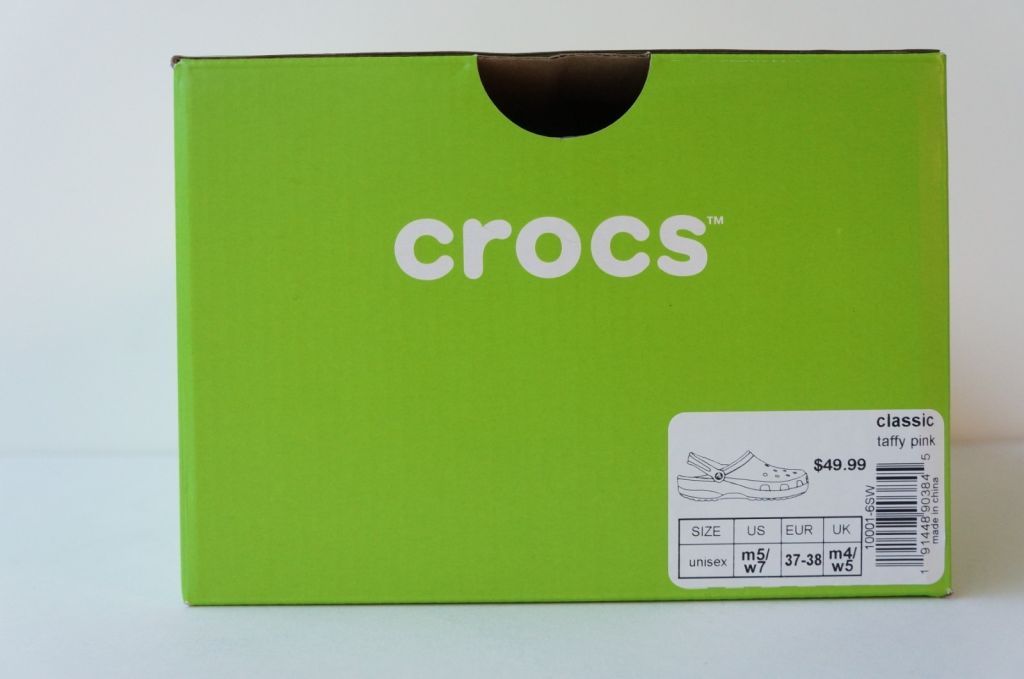 crocs™
classic
taffy pink
$49.99
SIZE US EUR UK
unisex m5/w7 37-38 m4/w5
10001-6SW
1 91448 90384 5
made in china